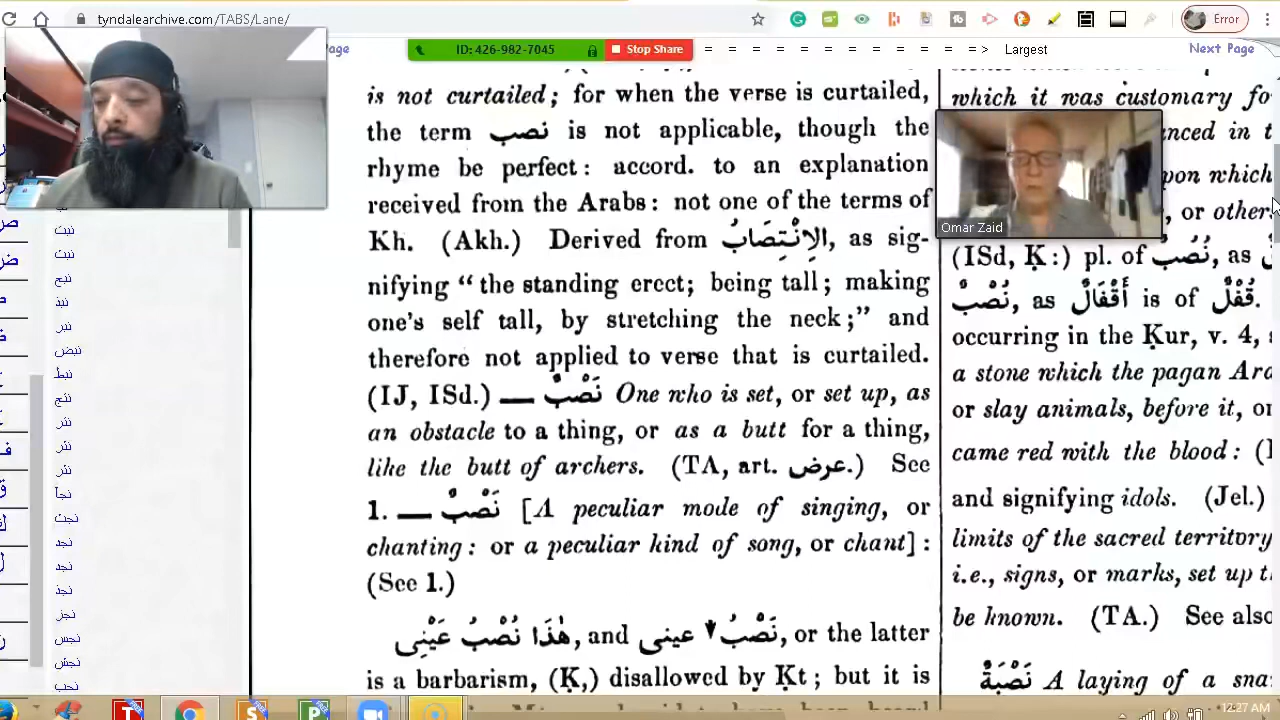 tyndalearchive.com/TABS/Lane/
Error
Page
ID: 426-982-7045
Stop Share
= = = = = = = = = = = = = = => Largest
Next Page
is not curtailed; for when the verse is curtailed,
the term نصب is not applicable, though the
rhyme be perfect: accord. to an explanation
received from the Arabs: not one of the terms of
Kh. (Akh.) Derived from الاِنْتِصَابُ, as sig-
nifying “the standing erect; being tall; making
one's self tall, by stretching the neck;” and
therefore not applied to verse that is curtailed.
(IJ, ISd.) — نَصْبٌ One who is set, or set up, as
an obstacle to a thing, or as a butt for a thing,
like the butt of archers. (TA, art. عرض.) See
1. — نَصْبٌ [A peculiar mode of singing, or
chanting: or a peculiar kind of song, or chant]:
(See 1.)
هٰذَا نُصْبُ عَيْنِى, and نَصْبُ ▼ عينى, or the latter
is a barbarism, (Ḳ,) disallowed by Ḳt; but it is
which it was customary fo
anced in t
Omar Zaid
pon which
, or other
(ISd, Ḳ:) pl. of نُصُبٌ, as
نُصْبٌ, as أَقْفَالٌ is of قُفْلٌ.
occurring in the Ḳur, v. 4,
a stone which the pagan Ara
or slay animals, before it, or
came red with the blood: (
and signifying idols. (Jel.)
limits of the sacred territory
i.e., signs, or marks, set up t
be known. (TA.) See also
نَصْبَةٌ A laying of a sna
12:27 AM